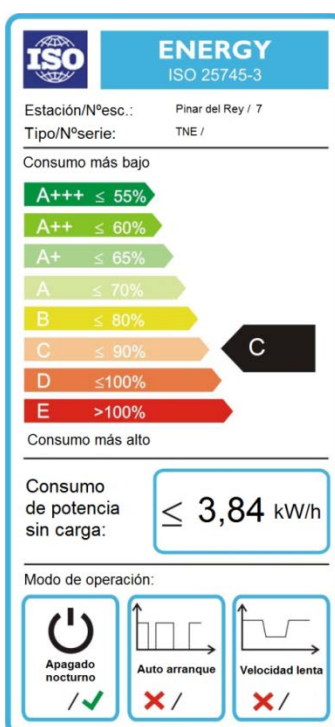 ISO
ENERGY
ISO 25745-3
Estación/Nºesc.: Pinar del Rey / 7
Tipo/Nºserie: TNE /
Consumo más bajo
A+++ ≤ 55%
A++ ≤ 60%
A+ ≤ 65%
A ≤ 70%
B ≤ 80%
C ≤ 90%
C
D ≤100%
E >100%
Consumo más alto
Consumo
de potencia
sin carga:
≤ 3,84 kW/h
Modo de operación:
Apagado
nocturno
/ ✓
Auto arranque
✗ /
Velocidad lenta
✗ /